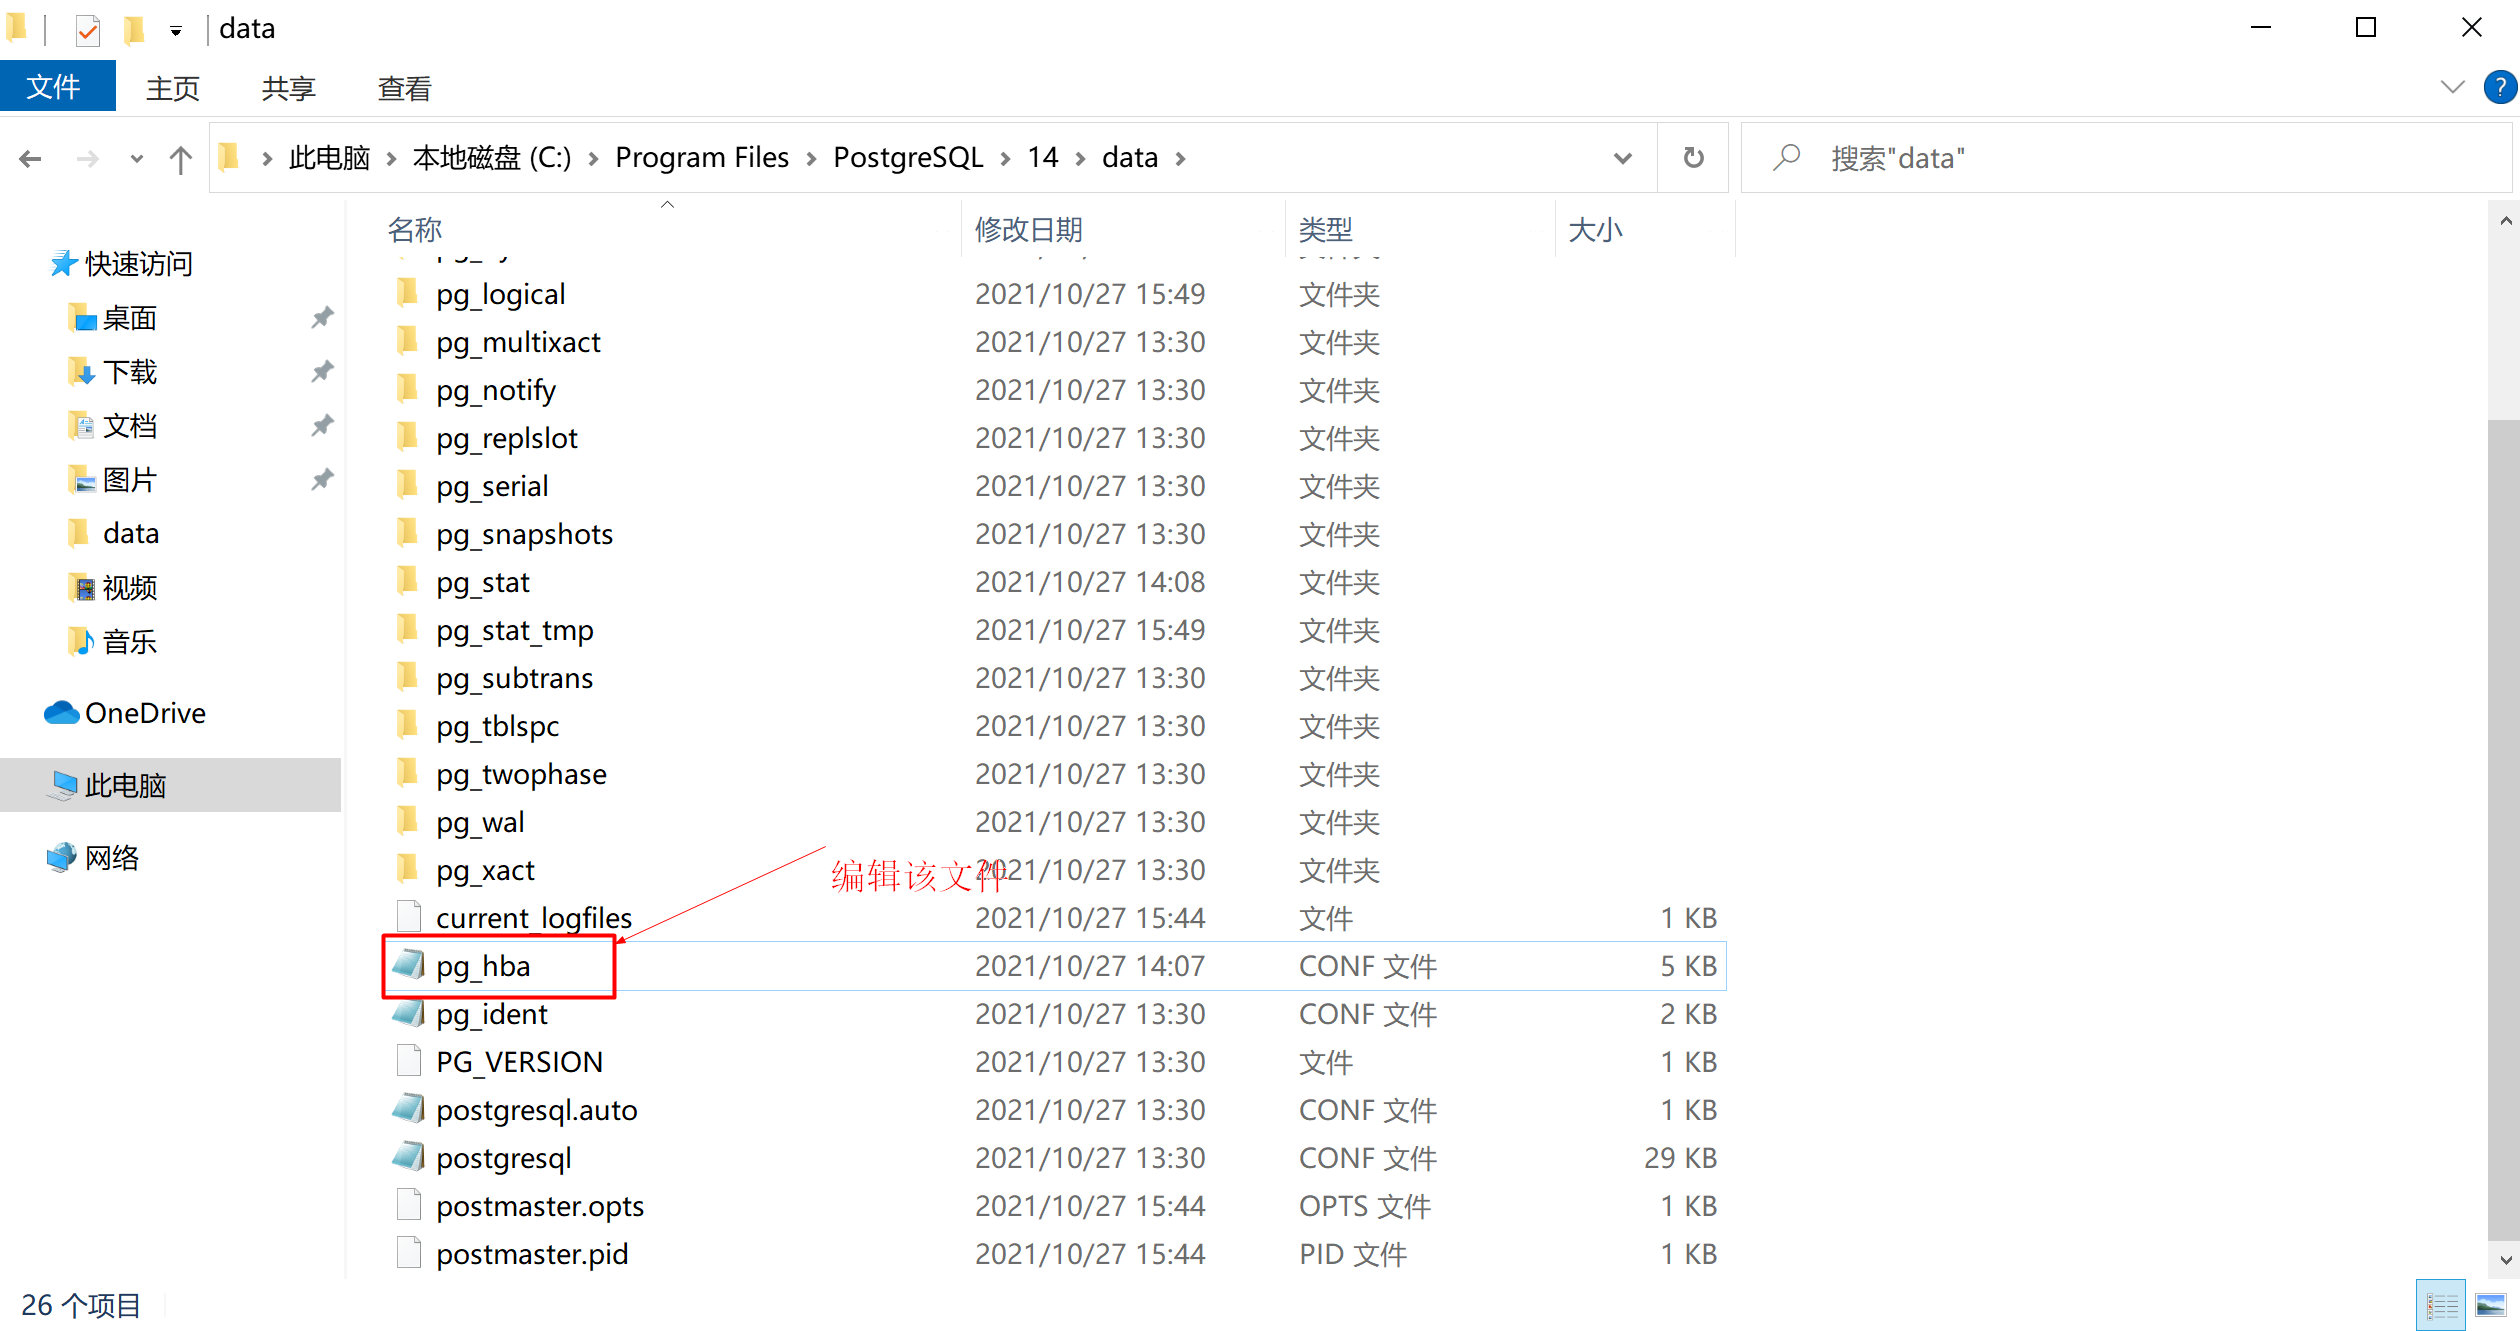 data
文件 主页 共享 查看
此电脑 本地磁盘 (C:) Program Files PostgreSQL 14 data 搜索"data"
名称 修改日期 类型 大小
快速访问
桌面
下载
文档
图片
data
视频
音乐
OneDrive
此电脑
网络
pg_logical 2021/10/27 15:49 文件夹
pg_multixact 2021/10/27 13:30 文件夹
pg_notify 2021/10/27 13:30 文件夹
pg_replslot 2021/10/27 13:30 文件夹
pg_serial 2021/10/27 13:30 文件夹
pg_snapshots 2021/10/27 13:30 文件夹
pg_stat 2021/10/27 14:08 文件夹
pg_stat_tmp 2021/10/27 15:49 文件夹
pg_subtrans 2021/10/27 13:30 文件夹
pg_tblspc 2021/10/27 13:30 文件夹
pg_twophase 2021/10/27 13:30 文件夹
pg_wal 2021/10/27 13:30 文件夹
pg_xact 2021/10/27 13:30 文件夹
编辑该文件
current_logfiles 2021/10/27 15:44 文件 1 KB
pg_hba 2021/10/27 14:07 CONF 文件 5 KB
pg_ident 2021/10/27 13:30 CONF 文件 2 KB
PG_VERSION 2021/10/27 13:30 文件 1 KB
postgresql.auto 2021/10/27 13:30 CONF 文件 1 KB
postgresql 2021/10/27 13:30 CONF 文件 29 KB
postmaster.opts 2021/10/27 15:44 OPTS 文件 1 KB
postmaster.pid 2021/10/27 15:44 PID 文件 1 KB
26 个项目